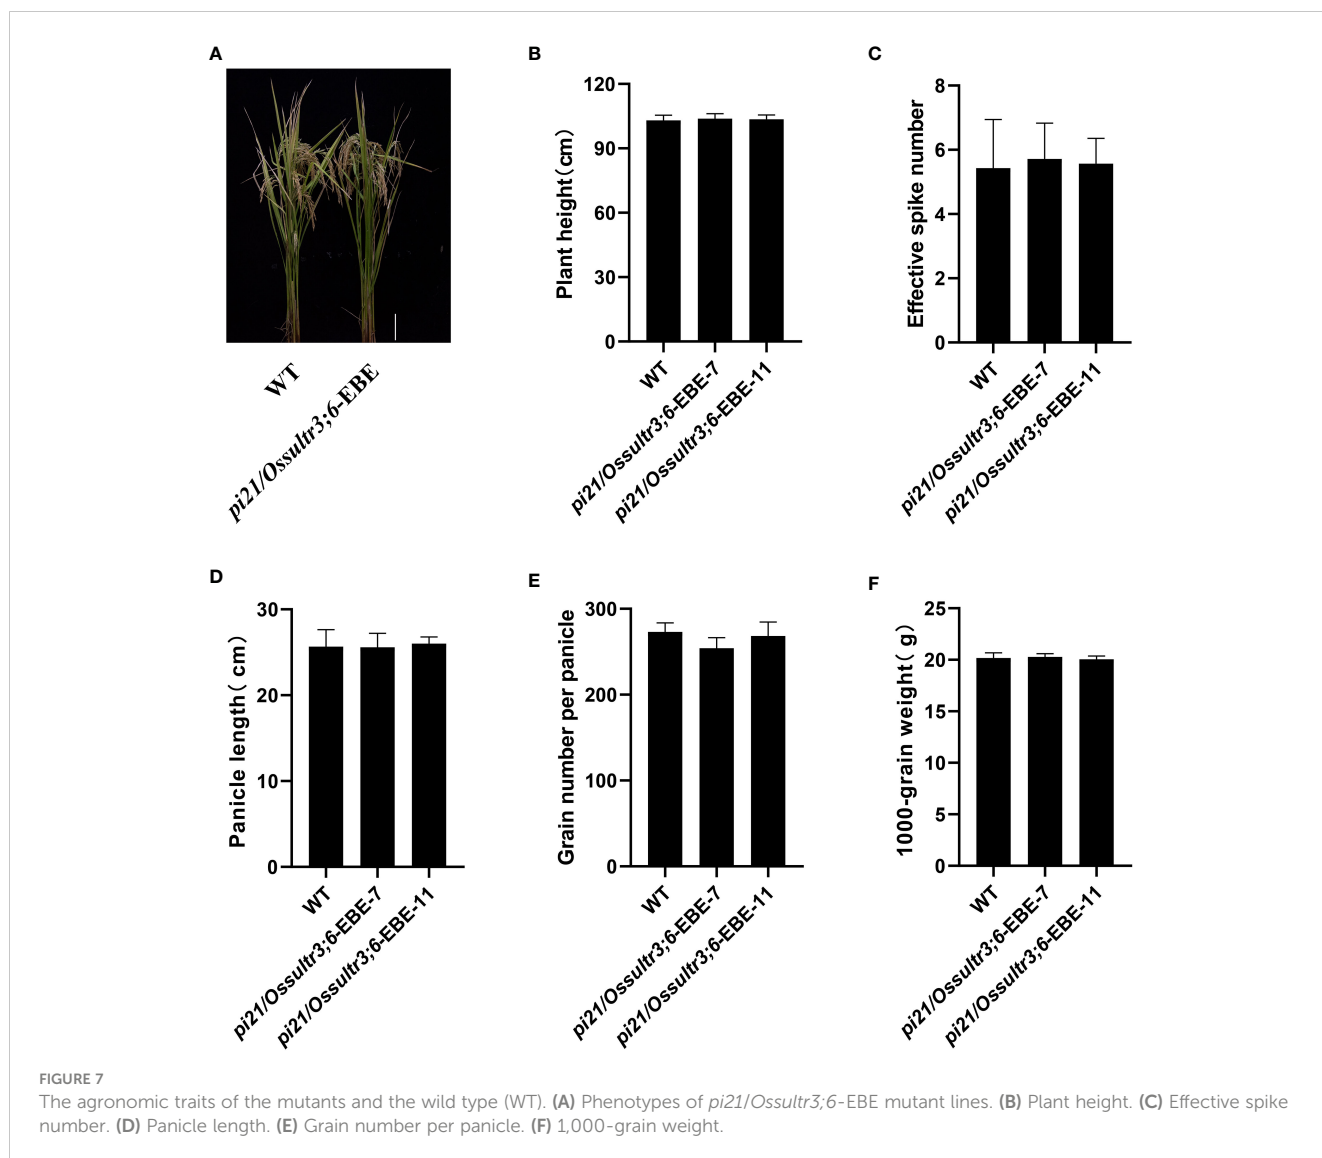 A
WT
pi21/Ossultr3;6-EBE
B
Plant height(cm)
120
90
60
30
0
WT
pi21/Ossultr3;6-EBE-7
pi21/Ossultr3;6-EBE-11
C
Effective spike number
8
6
4
2
0
WT
pi21/Ossultr3;6-EBE-7
pi21/Ossultr3;6-EBE-11
D
Panicle length( cm)
30
20
10
0
WT
pi21/Ossultr3;6-EBE-7
pi21/Ossultr3;6-EBE-11
E
Grain number per panicle
300
200
100
0
WT
pi21/Ossultr3;6-EBE-7
pi21/Ossultr3;6-EBE-11
F
1000-grain weight( g)
25
20
15
10
5
0
WT
pi21/Ossultr3;6-EBE-7
pi21/Ossultr3;6-EBE-11
FIGURE 7
The agronomic traits of the mutants and the wild type (WT). (A) Phenotypes of pi21/Ossultr3;6-EBE mutant lines. (B) Plant height. (C) Effective spike
number. (D) Panicle length. (E) Grain number per panicle. (F) 1,000-grain weight.